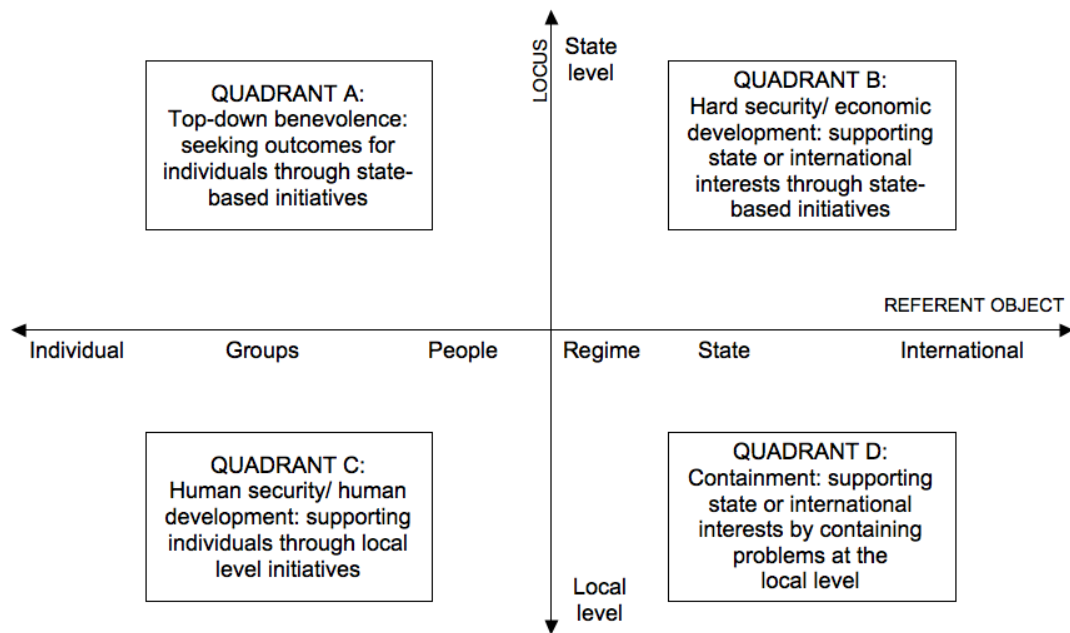 LOCUS
State
level
QUADRANT A:
Top-down benevolence:
seeking outcomes for
individuals through state-
based initiatives
QUADRANT B:
Hard security/ economic
development: supporting
state or international
interests through state-
based initiatives
REFERENT OBJECT
Individual
Groups
People
Regime
State
International
QUADRANT C:
Human security/ human
development: supporting
individuals through local
level initiatives
QUADRANT D:
Containment: supporting
state or international
interests by containing
problems at the
local level
Local
level